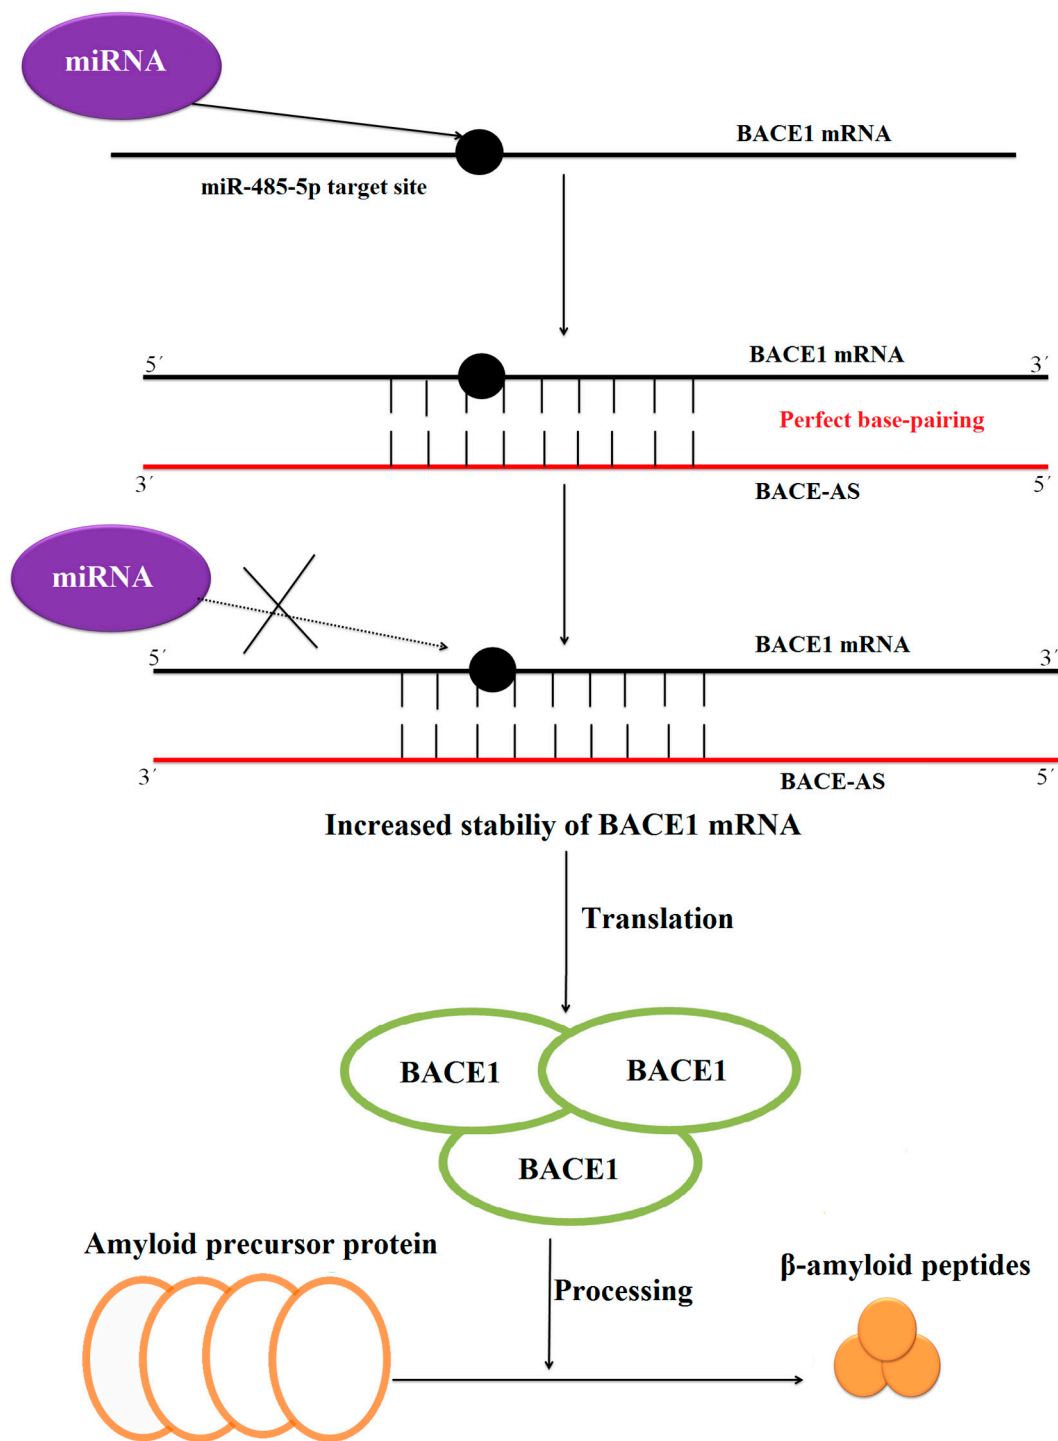 miRNA
BACE1 mRNA
miR-485-5p target site
5´
BACE1 mRNA
3´
Perfect base-pairing
3´
BACE-AS
5´
miRNA
5´
BACE1 mRNA
3´
3´
BACE-AS
5´
Increased stabiliy of BACE1 mRNA
Translation
BACE1
BACE1
BACE1
Amyloid precursor protein
Processing
β-amyloid peptides